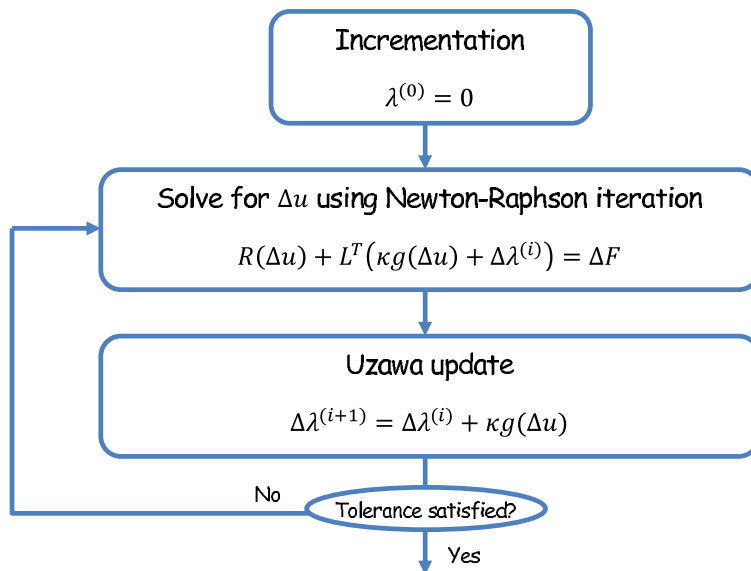 Incrementation
λ^(0) = 0
Solve for Δu using Newton-Raphson iteration
R(Δu) + L^T(κg(Δu) + Δλ^(i)) = ΔF
Uzawa update
Δλ^(i+1) = Δλ^(i) + κg(Δu)
No
Tolerance satisfied?
Yes